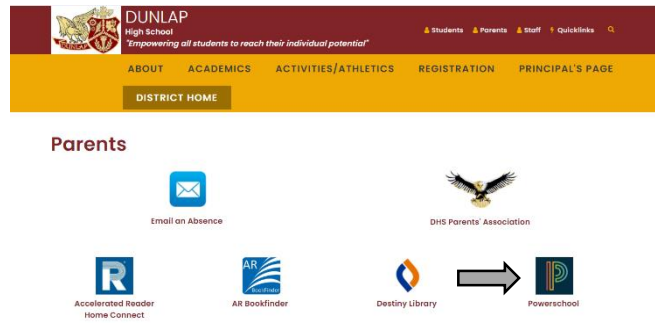 DUNLAP
High School
"Empowering all students to reach their individual potential"
Students Parents Staff Quicklinks
ABOUT ACADEMICS ACTIVITIES/ATHLETICS REGISTRATION PRINCIPAL'S PAGE
DISTRICT HOME
Parents
Email an Absence
DHS Parents' Association
R
AR
BookFinder
Accelerated Reader
Home Connect
AR Bookfinder
Destiny Library
Powerschool